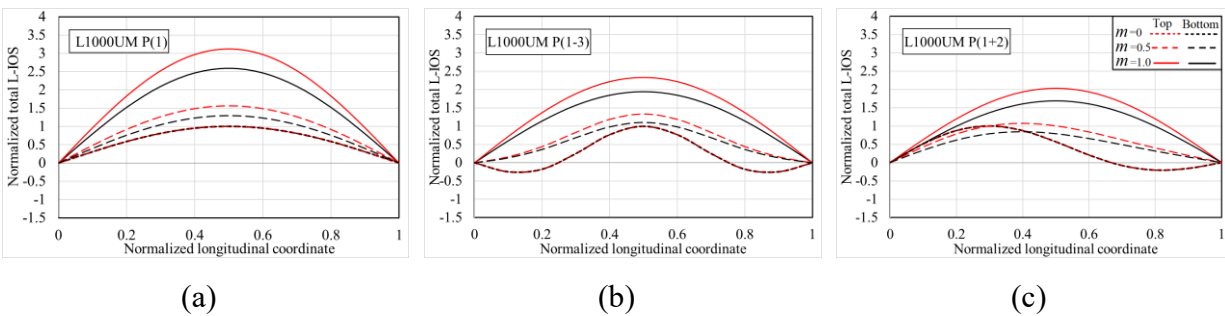 Normalized total L-IOS
4
3.5
3
2.5
2
1.5
1
0.5
0
-0.5
-1
-1.5
L1000UM P(1)
0 0.2 0.4 0.6 0.8 1
Normalized longitudinal coordinate
(a)
Normalized total L-IOS
4
3.5
3
2.5
2
1.5
1
0.5
0
-0.5
-1
-1.5
L1000UM P(1-3)
0 0.2 0.4 0.6 0.8 1
Normalized longitudinal coordinate
(b)
Normalized total L-IOS
4
3.5
3
2.5
2
1.5
1
0.5
0
-0.5
-1
-1.5
L1000UM P(1+2)
Top Bottom
m=0
m=0.5
m=1.0
0 0.2 0.4 0.6 0.8 1
Normalized longitudinal coordinate
(c)